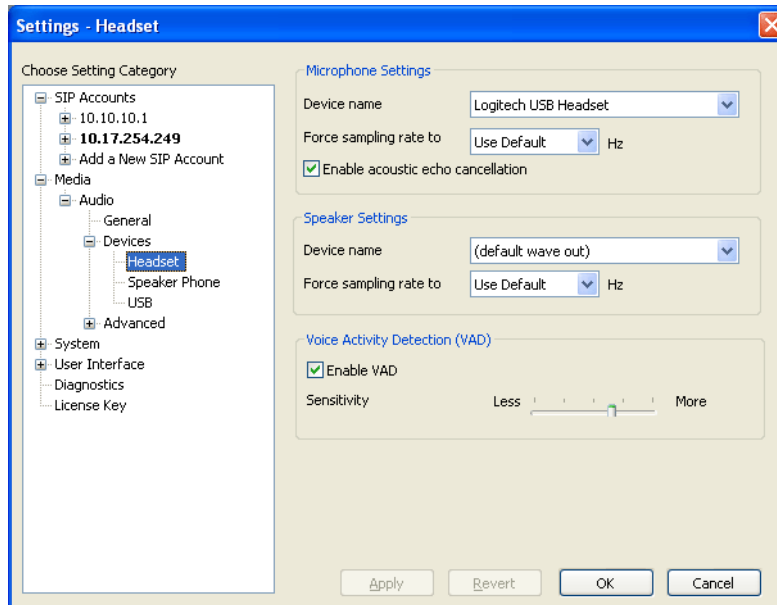 Settings - Headset
Choose Setting Category
SIP Accounts
10.10.10.1
10.17.254.249
Add a New SIP Account
Media
Audio
General
Devices
Headset
Speaker Phone
USB
Advanced
System
User Interface
Diagnostics
License Key
Microphone Settings
Device name Logitech USB Headset
Force sampling rate to Use Default Hz
Enable acoustic echo cancellation
Speaker Settings
Device name (default wave out)
Force sampling rate to Use Default Hz
Voice Activity Detection (VAD)
Enable VAD
Sensitivity Less More
Apply Revert OK Cancel